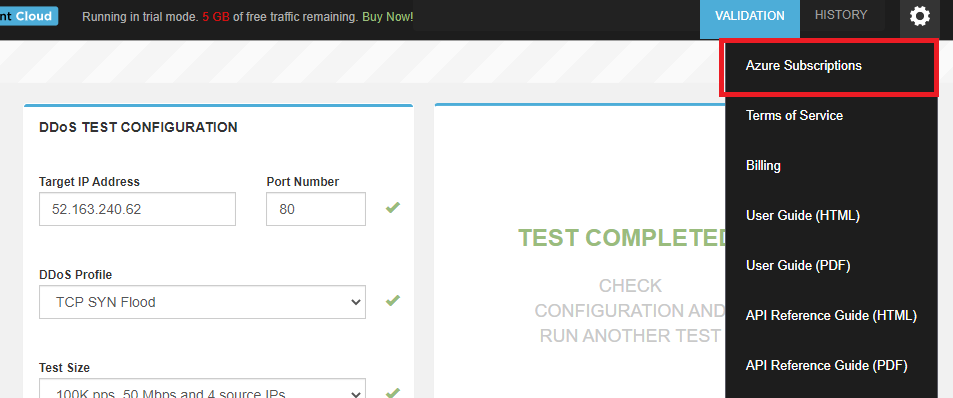 nt Cloud
Running in trial mode. 5 GB of free traffic remaining. Buy Now!
VALIDATION
HISTORY
Azure Subscriptions
Terms of Service
Billing
User Guide (HTML)
User Guide (PDF)
API Reference Guide (HTML)
API Reference Guide (PDF)
DDoS TEST CONFIGURATION
Target IP Address
Port Number
52.163.240.62
80
DDoS Profile
TCP SYN Flood
Test Size
100K pps, 50 Mbps and 4 source IPs
TEST COMPLETED
CHECK
CONFIGURATION AND
RUN ANOTHER TEST